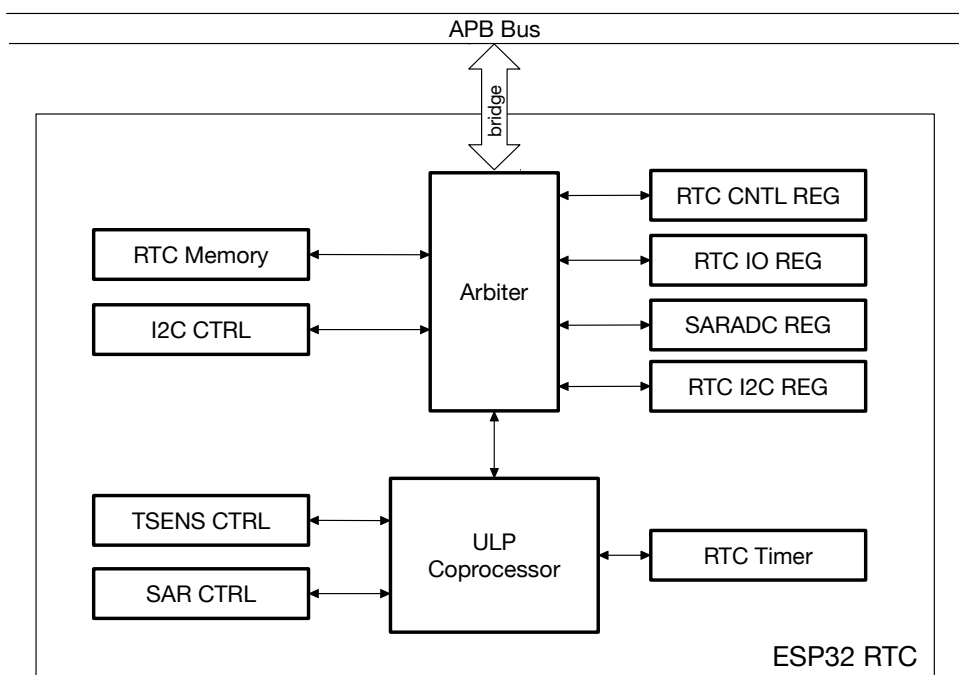 APB Bus
bridge
RTC CNTL REG
RTC Memory
RTC IO REG
Arbiter
I2C CTRL
SARADC REG
RTC I2C REG
TSENS CTRL
ULP
Coprocessor
RTC Timer
SAR CTRL
ESP32 RTC